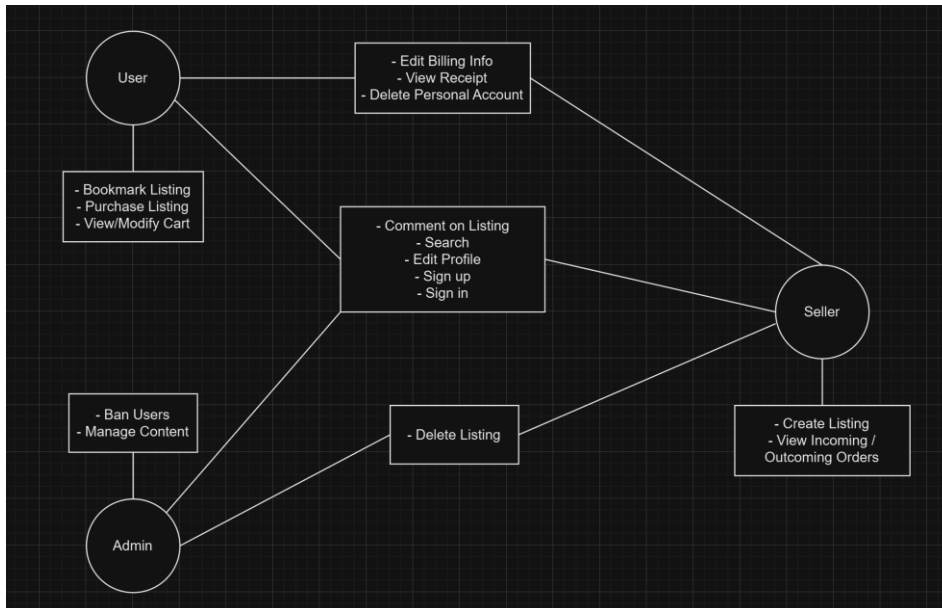 User
- Edit Billing Info
- View Receipt
- Delete Personal Account
- Bookmark Listing
- Purchase Listing
- View/Modify Cart
- Comment on Listing
- Search
- Edit Profile
- Sign up
- Sign in
Seller
- Ban Users
- Manage Content
- Delete Listing
- Create Listing
- View Incoming /
Outcoming Orders
Admin